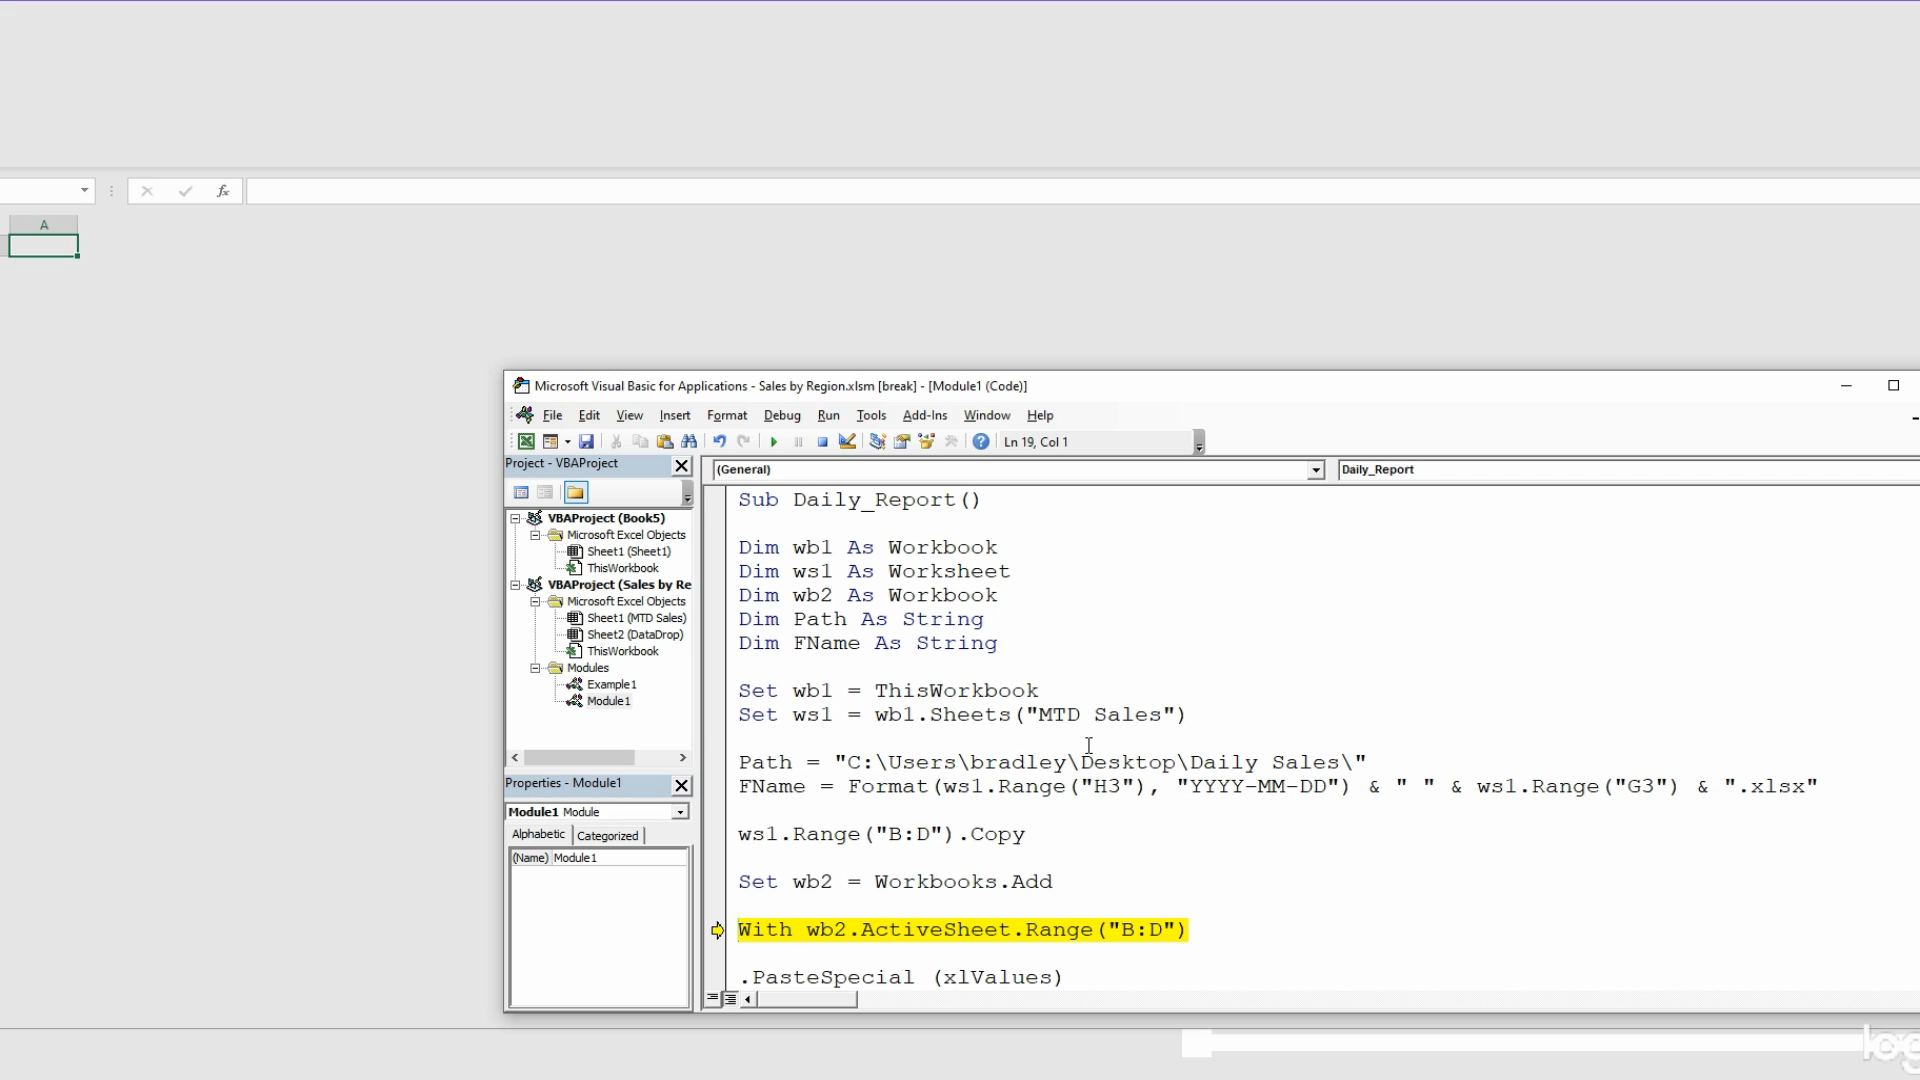 fx
A
Microsoft Visual Basic for Applications - Sales by Region.xlsm [break] - [Module1 (Code)]
File Edit View Insert Format Debug Run Tools Add-Ins Window Help
Ln 19, Col 1
Project - VBAProject
(General)
Daily_Report
VBAProject (Book5)
Microsoft Excel Objects
Sheet1 (Sheet1)
ThisWorkbook
VBAProject (Sales by Re
Microsoft Excel Objects
Sheet1 (MTD Sales)
Sheet2 (DataDrop)
ThisWorkbook
Modules
Example1
Module1
Properties - Module1
Module1 Module
Alphabetic Categorized
(Name) Module1
Sub Daily_Report()
Dim wb1 As Workbook
Dim ws1 As Worksheet
Dim wb2 As Workbook
Dim Path As String
Dim FName As String
Set wb1 = ThisWorkbook
Set ws1 = wb1.Sheets("MTD Sales")
Path = "C:\Users\bradley\Desktop\Daily Sales\"
FName = Format(ws1.Range("H3"), "YYYY-MM-DD") & " " & ws1.Range("G3") & ".xlsx"
ws1.Range("B:D").Copy
Set wb2 = Workbooks.Add
With wb2.ActiveSheet.Range("B:D")
.PasteSpecial (xlValues)